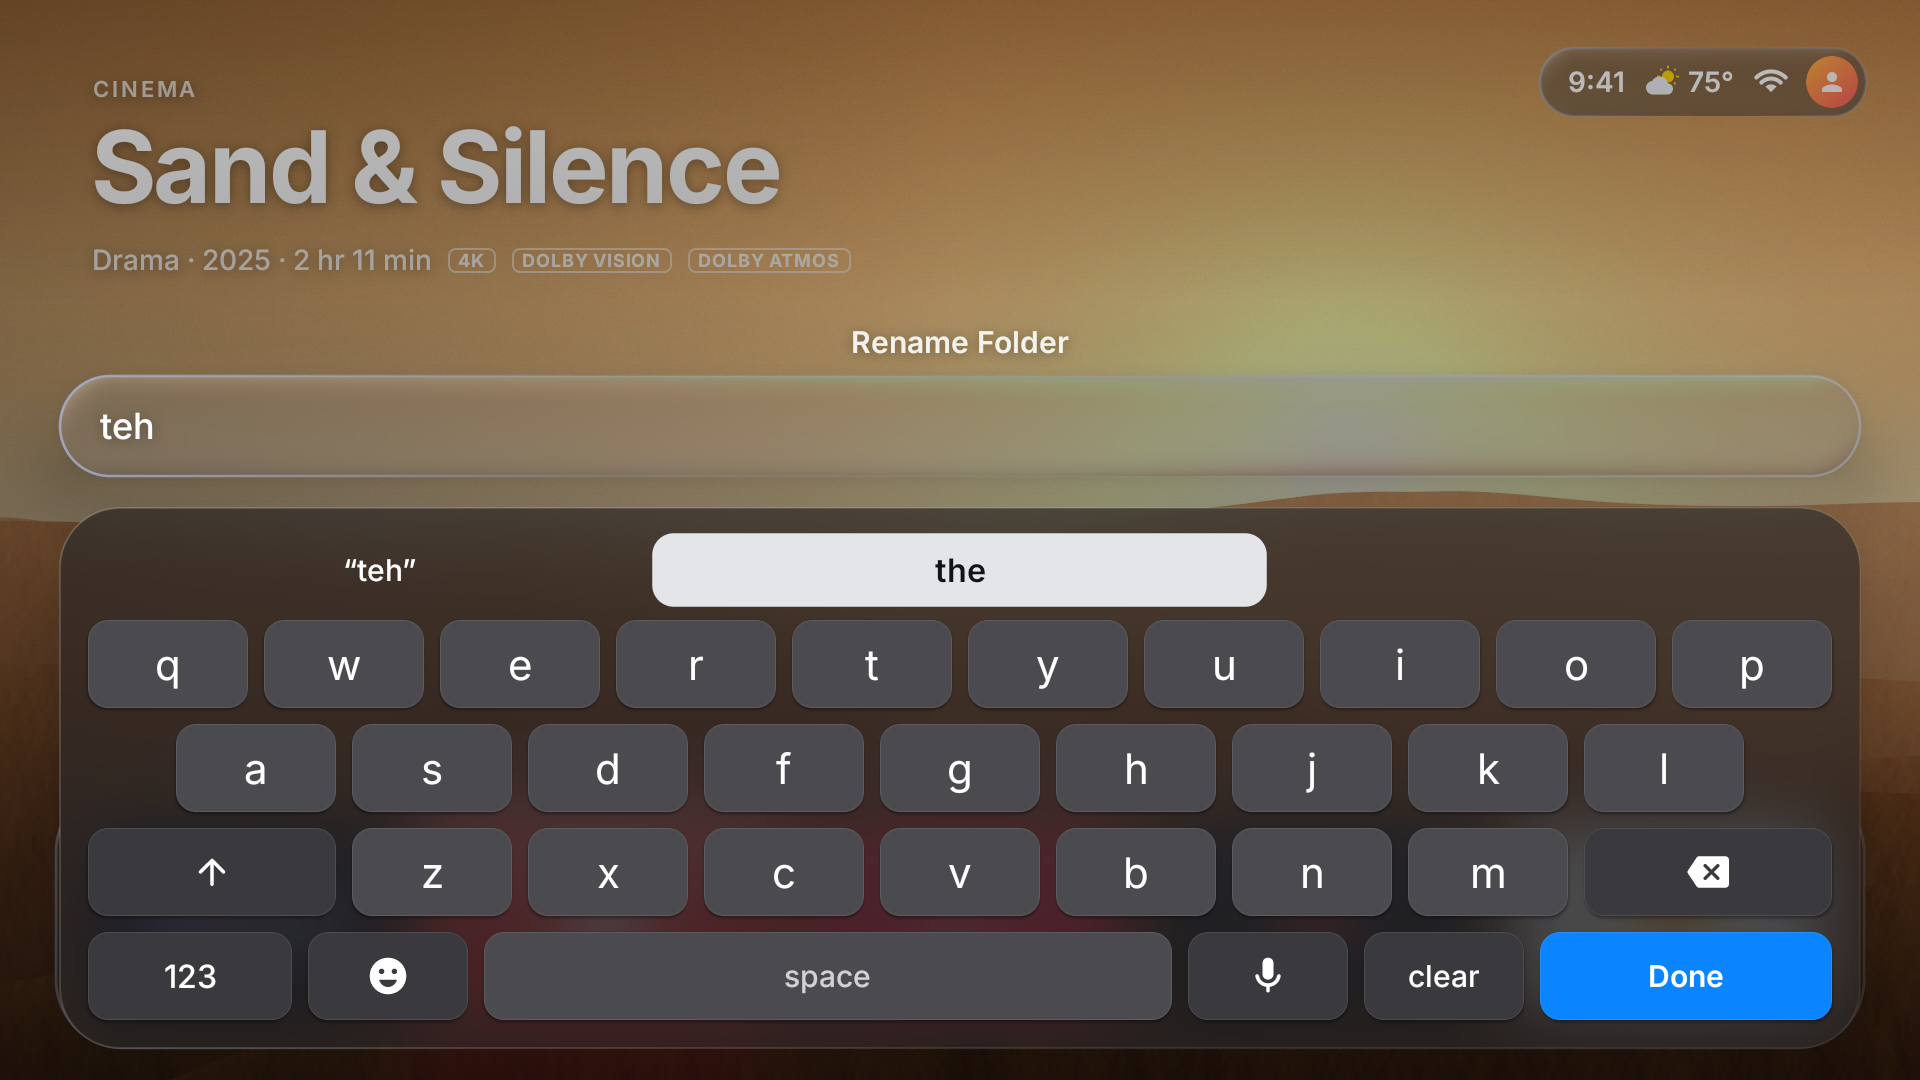 CINEMA
9:41 75°
Sand & Silence
Drama · 2025 · 2 hr 11 min 4K DOLBY VISION DOLBY ATMOS
Rename Folder
teh
“teh” the
q w e r t y u i o p
a s d f g h j k l
z x c v b n m
123 space clear Done